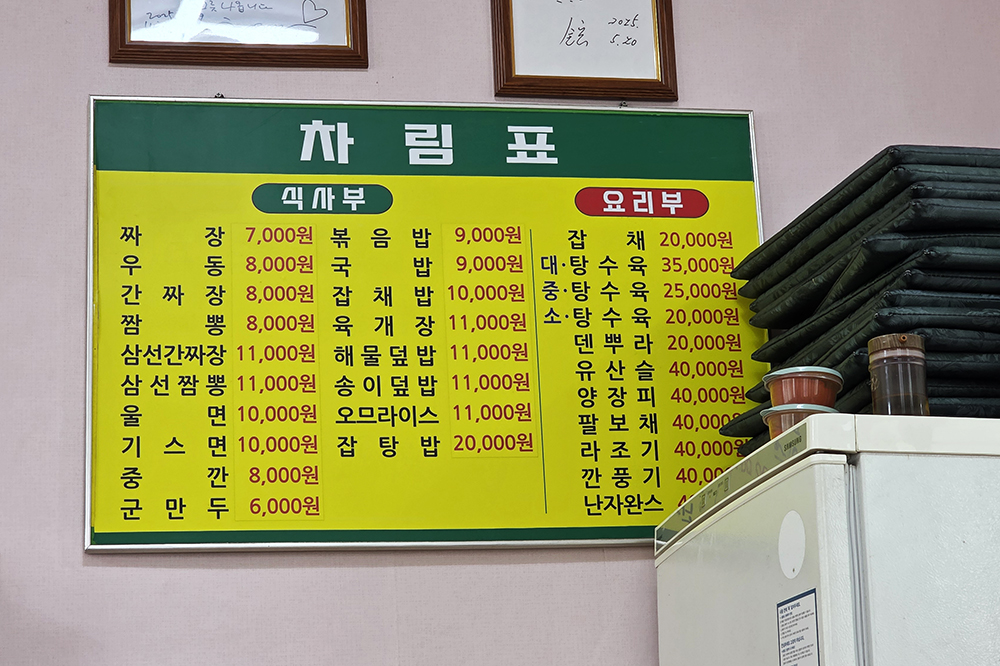 2025.
5.20
차림표
식사부
짜장 7,000원
우동 8,000원
간짜장 8,000원
짬뽕 8,000원
삼선간짜장 11,000원
삼선짬뽕 11,000원
울면 10,000원
기스면 10,000원
중깐 8,000원
군만두 6,000원
볶음밥 9,000원
국밥 9,000원
잡채밥 10,000원
육개장 11,000원
해물덮밥 11,000원
송이덮밥 11,000원
오므라이스 11,000원
잡탕밥 20,000원
요리부
잡채 20,000원
대·탕수육 35,000원
중·탕수육 25,000원
소·탕수육 20,000원
덴뿌라 20,000원
유산슬 40,000원
양장피 40,000원
팔보채 40,000원
라조기 40,000원
깐풍기
난자완스
SAMSUNG